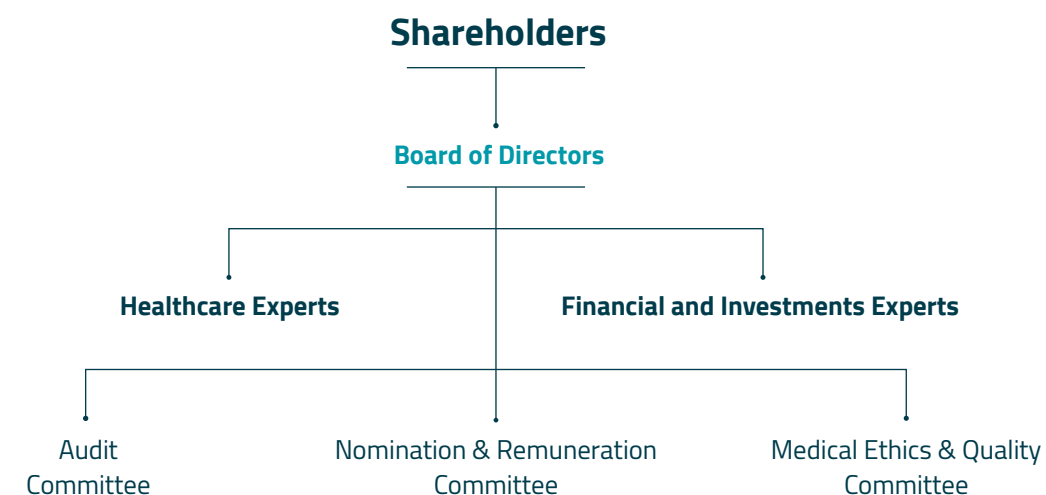 Shareholders
Board of Directors
Healthcare Experts
Financial and Investments Experts
Audit
Committee
Nomination & Remuneration
Committee
Medical Ethics & Quality
Committee